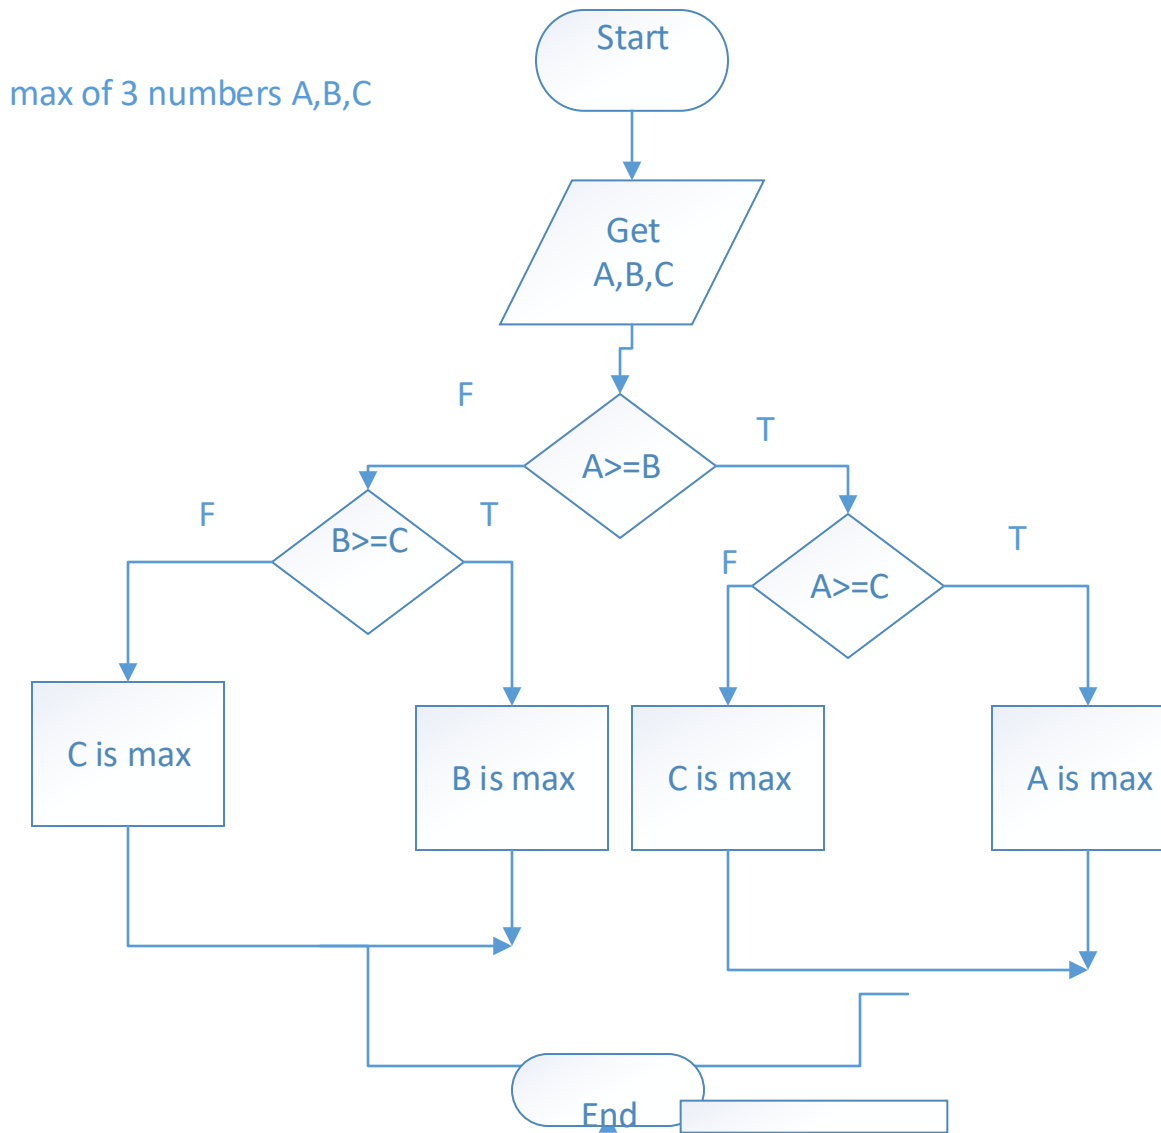 Start
max of 3 numbers A,B,C
Get
A,B,C
F
T
A>=B
F
T
B>=C
F
T
A>=C
C is max
B is max
C is max
A is max
End